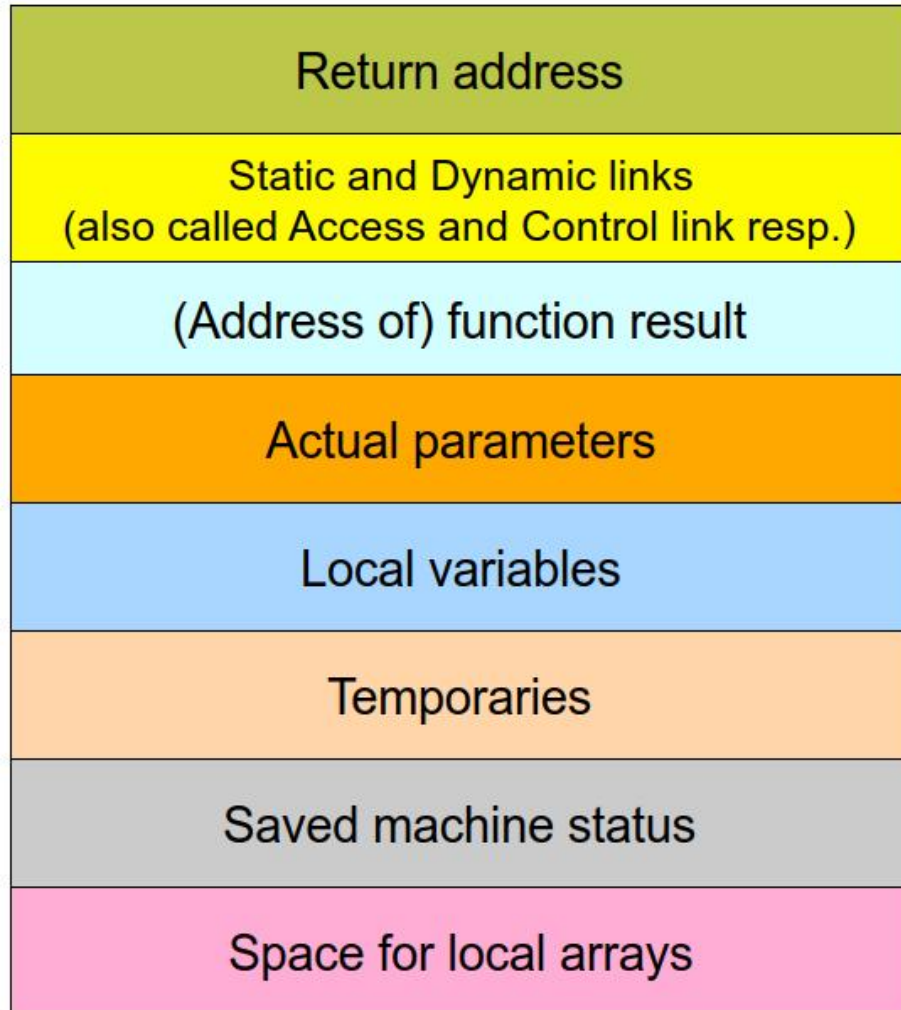 Return address
Static and Dynamic links
(also called Access and Control link resp.)
(Address of) function result
Actual parameters
Local variables
Temporaries
Saved machine status
Space for local arrays